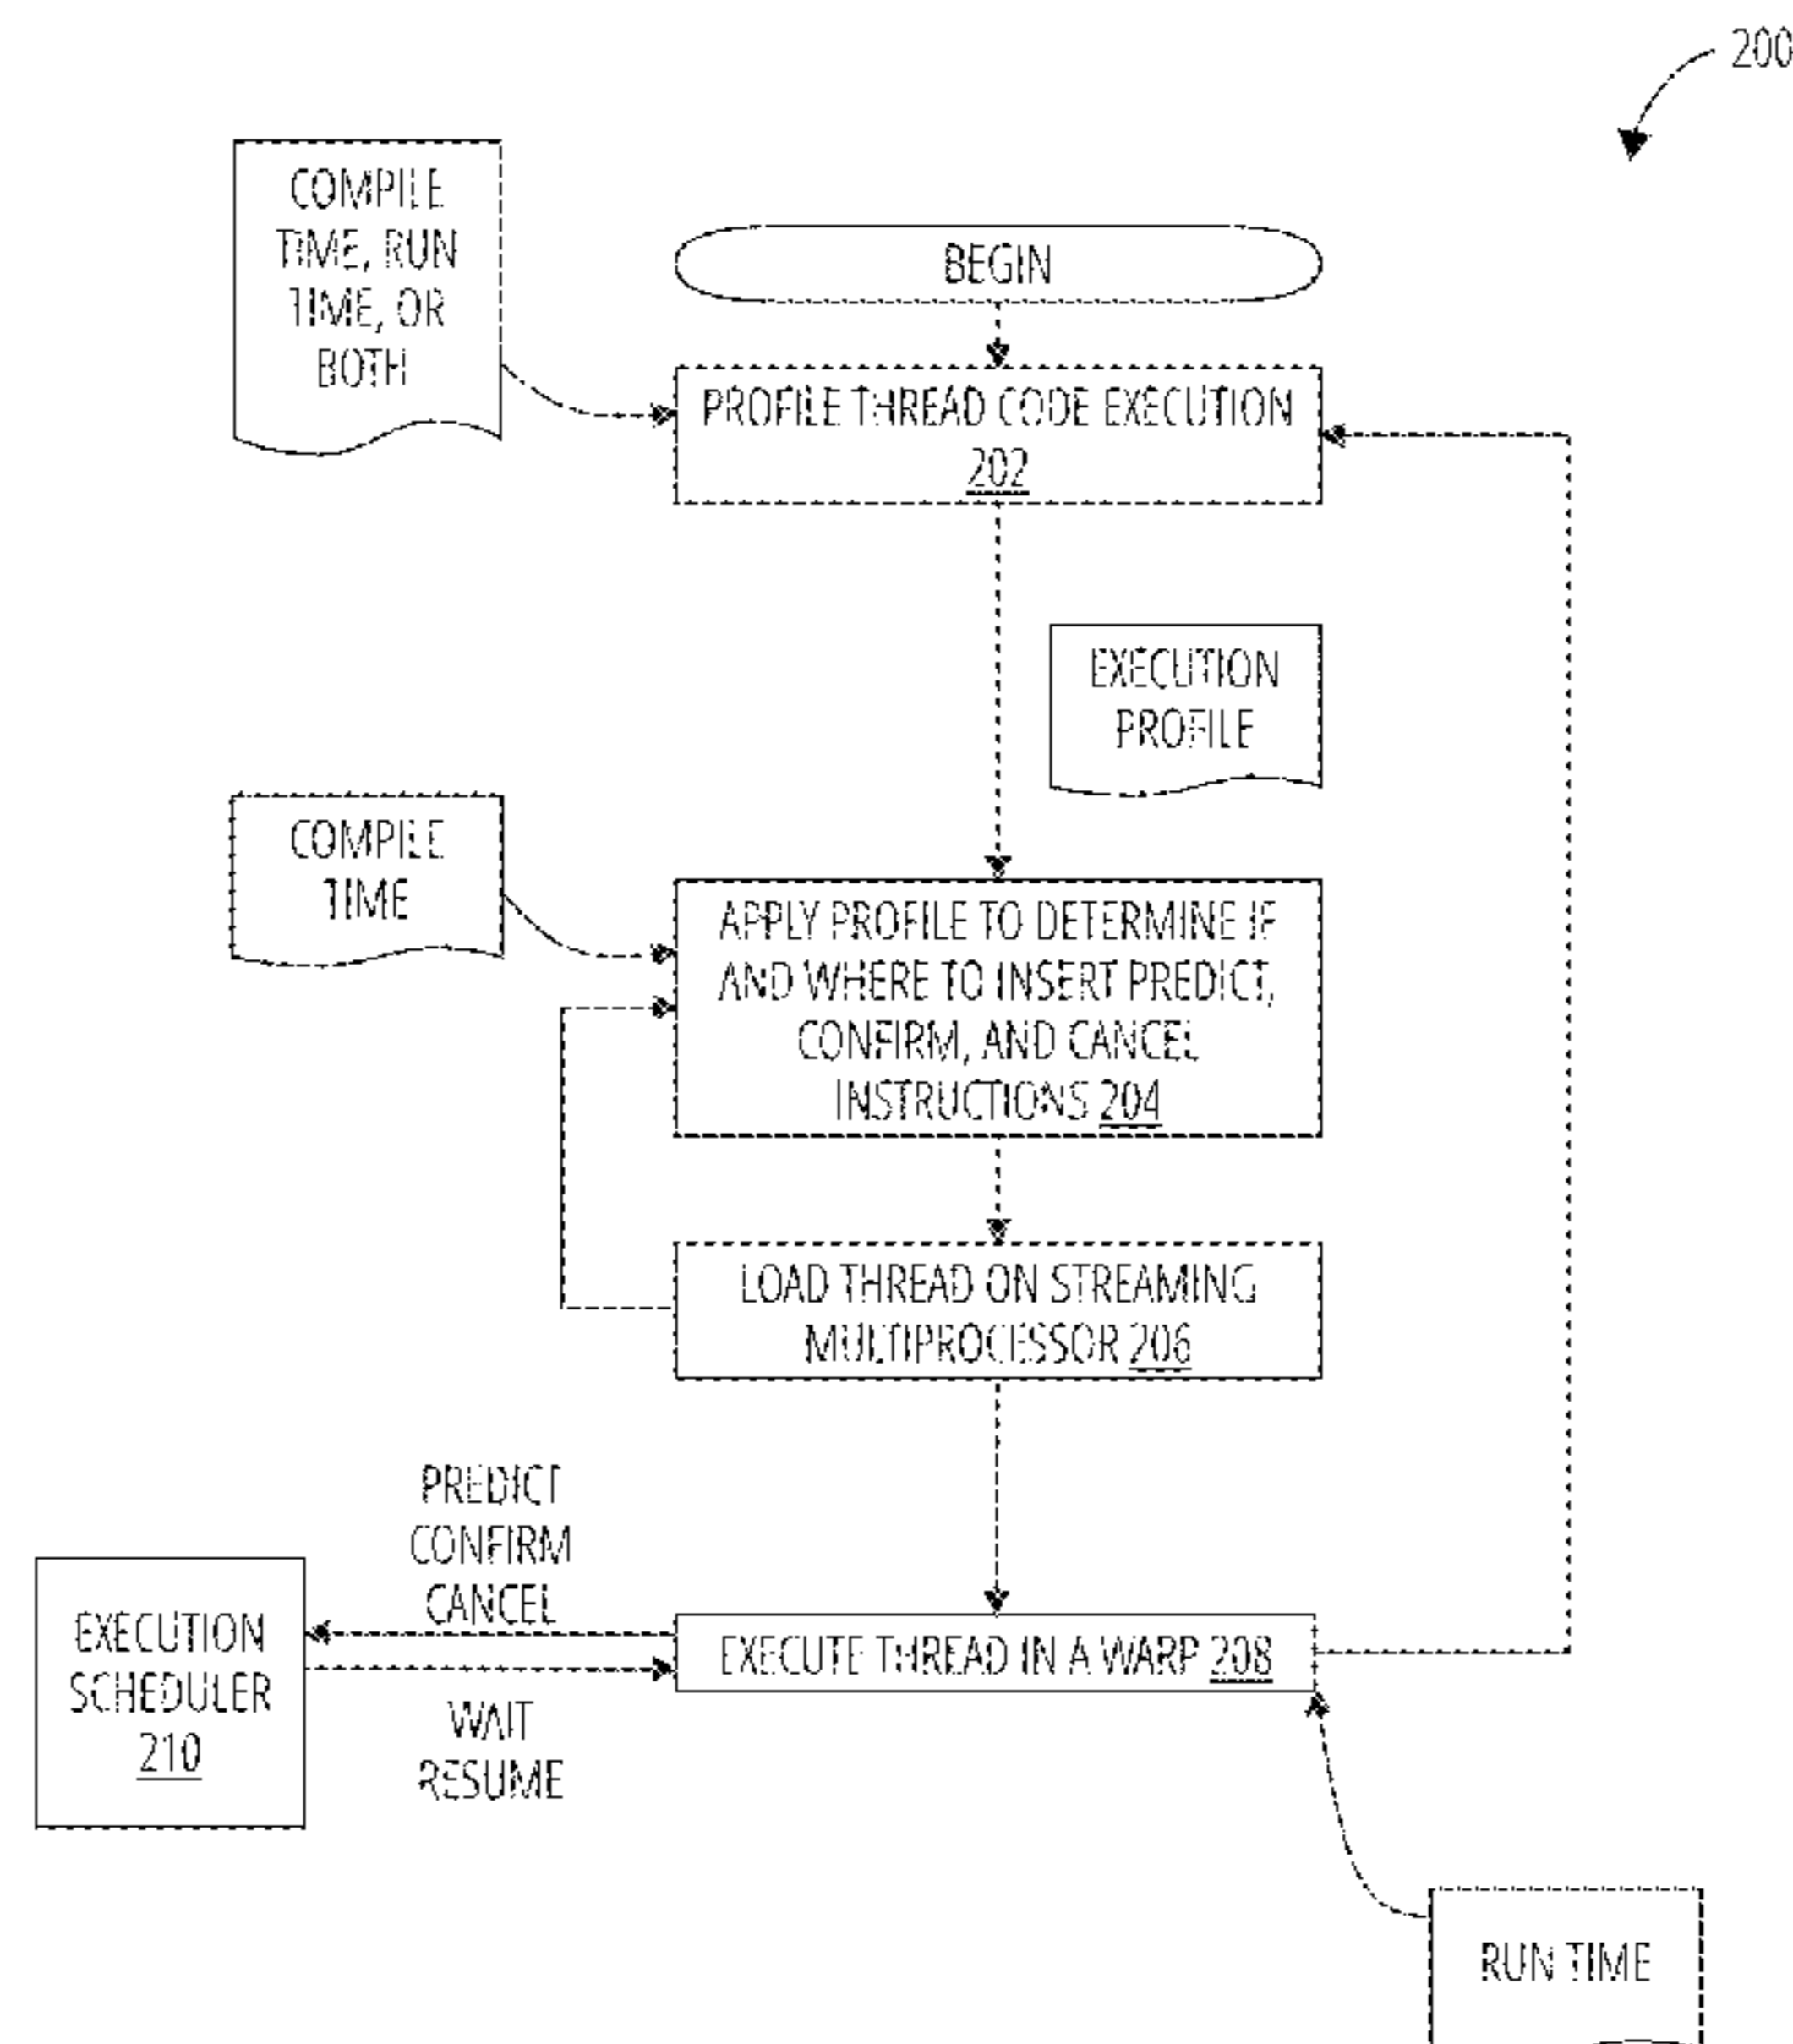 200
COMPILE
TIME, RUN
TIME, OR
BOTH
BEGIN
PROFILE THREAD CODE EXECUTION
202
EXECUTION
PROFILE
COMPILE
TIME
APPLY PROFILE TO DETERMINE IF
AND WHERE TO INSERT PREDICT,
CONFIRM, AND CANCEL
INSTRUCTIONS 204
LOAD THREAD ON STREAMING
MULTIPROCESSOR 206
PREDICT
CONFIRM
CANCEL
EXECUTION
SCHEDULER
210
EXECUTE THREAD IN A WARP 208
WAIT
RESUME
RUN TIME